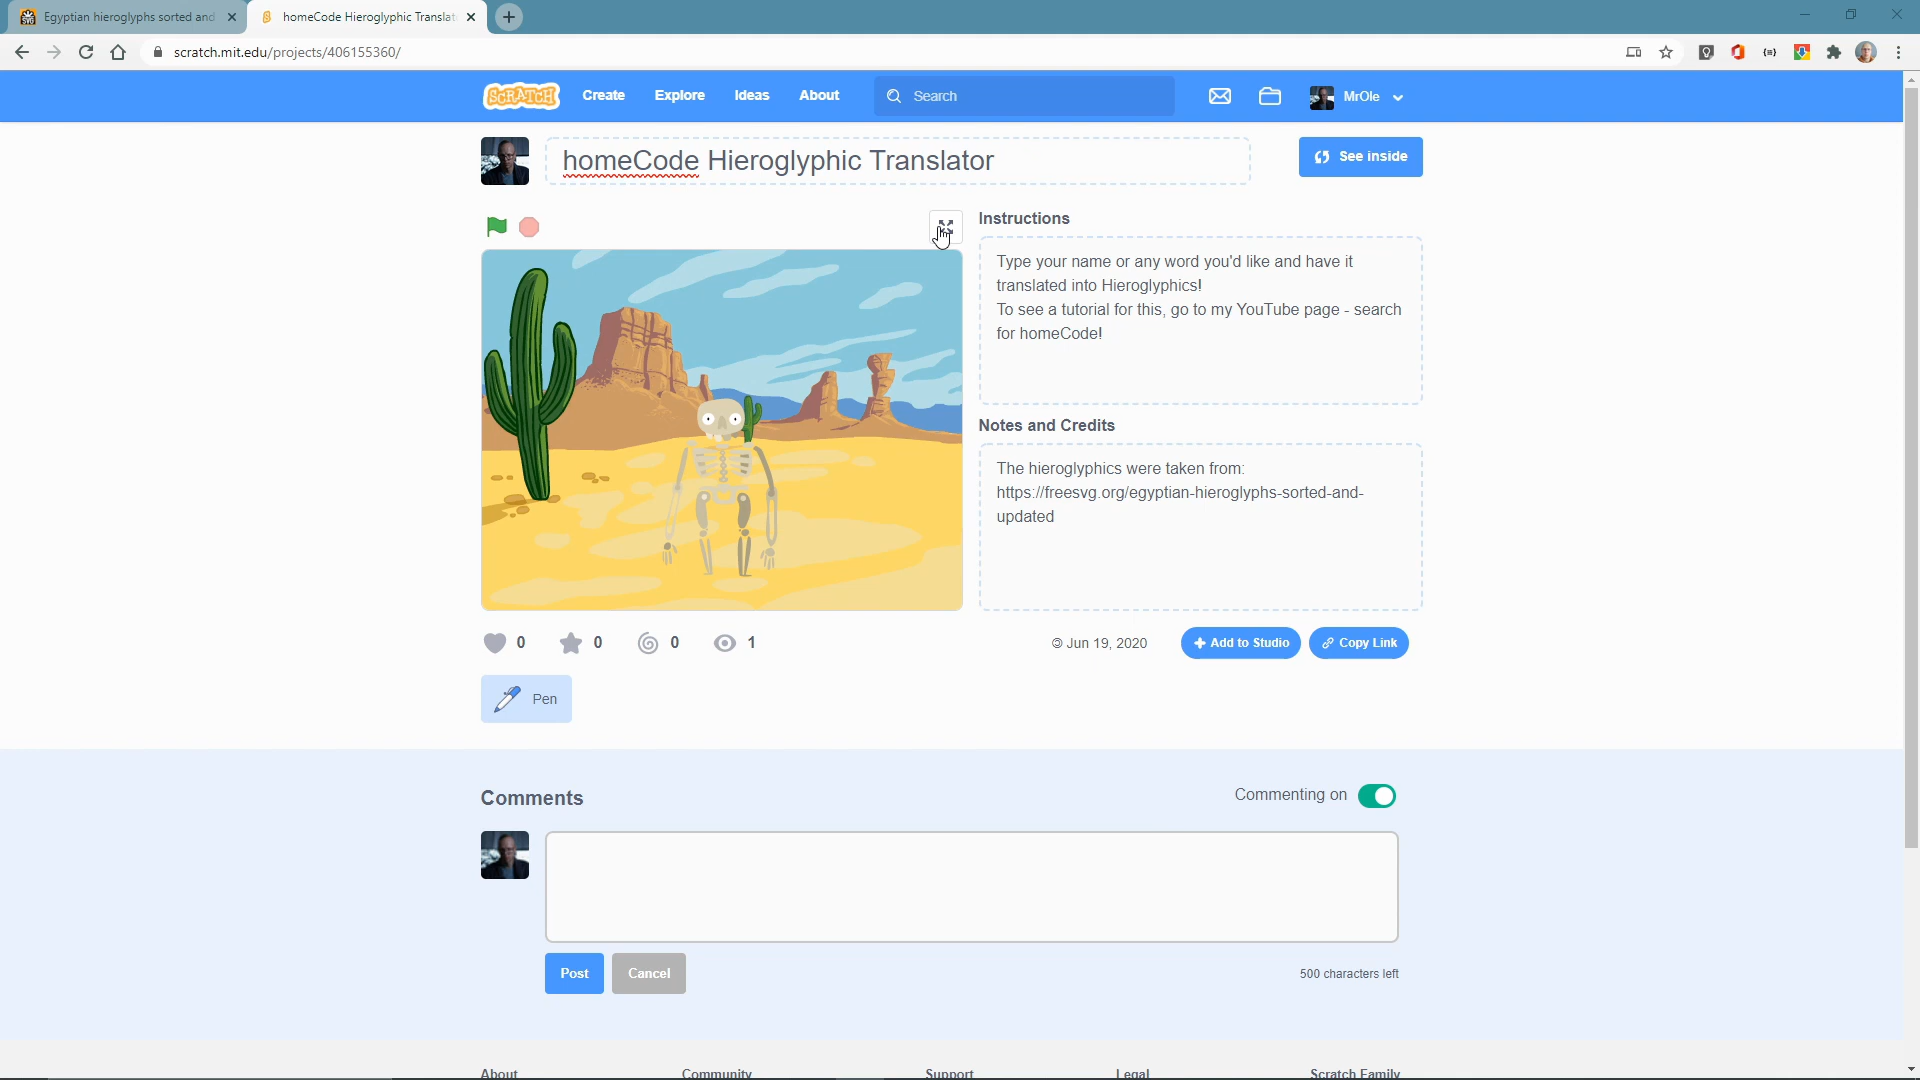 Egyptian hieroglyphs sorted and
homeCode Hieroglyphic Translat
scratch.mit.edu/projects/406155360/
SCRATCH
Create
Explore
Ideas
About
Search
MrOle
homeCode Hieroglyphic Translator
See inside
Instructions
Type your name or any word you'd like and have it
translated into Hieroglyphics!
To see a tutorial for this, go to my YouTube page - search
for homeCode!
Notes and Credits
The hieroglyphics were taken from:
https://freesvg.org/egyptian-hieroglyphs-sorted-and-
updated
0
0
0
1
© Jun 19, 2020
Add to Studio
Copy Link
Pen
Comments
Commenting on
Post
Cancel
500 characters left
About
Community
Support
Legal
Scratch Family